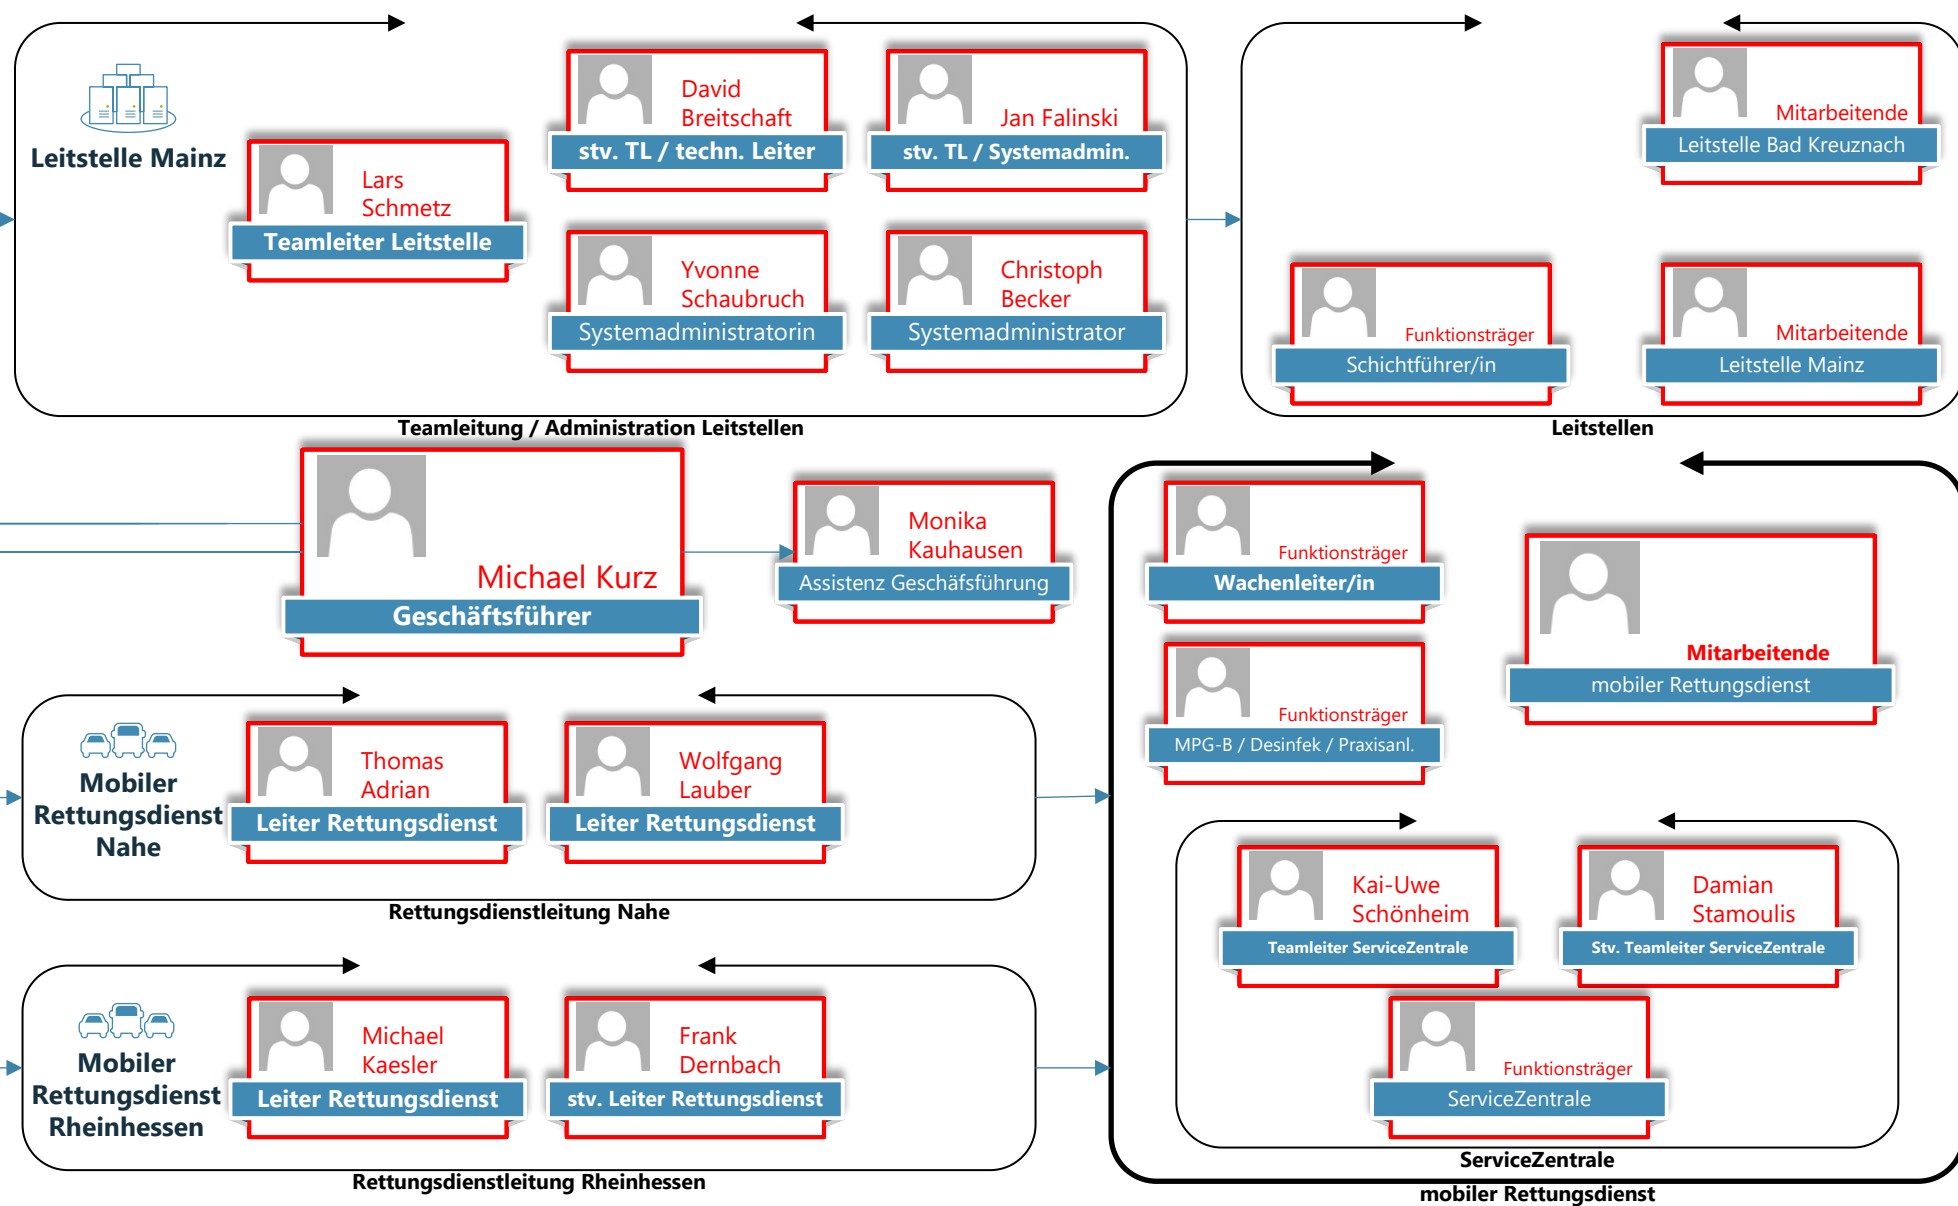 Leitstelle Mainz
Lars
Schmetz
Teamleiter Leitstelle
David
Breitschaft
stv. TL / techn. Leiter
Jan Falinski
stv. TL / Systemadmin.
Yvonne
Schaubruch
Systemadministratorin
Christoph
Becker
Systemadministrator
Teamleitung / Administration Leitstellen
Mitarbeitende
Leitstelle Bad Kreuznach
Funktionsträger
Schichtführer/in
Mitarbeitende
Leitstelle Mainz
Leitstellen
Michael Kurz
Geschäftsführer
Monika
Kauhausen
Assistenz Geschäfsführung
Mobiler
Rettungsdienst
Nahe
Thomas
Adrian
Leiter Rettungsdienst
Wolfgang
Lauber
Leiter Rettungsdienst
Rettungsdienstleitung Nahe
Mobiler
Rettungsdienst
Rheinhessen
Michael
Kaesler
Leiter Rettungsdienst
Frank
Dernbach
stv. Leiter Rettungsdienst
Rettungsdienstleitung Rheinhessen
Funktionsträger
Wachenleiter/in
Mitarbeitende
mobiler Rettungsdienst
Funktionsträger
MPG-B / Desinfek / Praxisanl.
Kai-Uwe
Schönheim
Teamleiter ServiceZentrale
Damian
Stamoulis
Stv. Teamleiter ServiceZentrale
Funktionsträger
ServiceZentrale
ServiceZentrale
mobiler Rettungsdienst